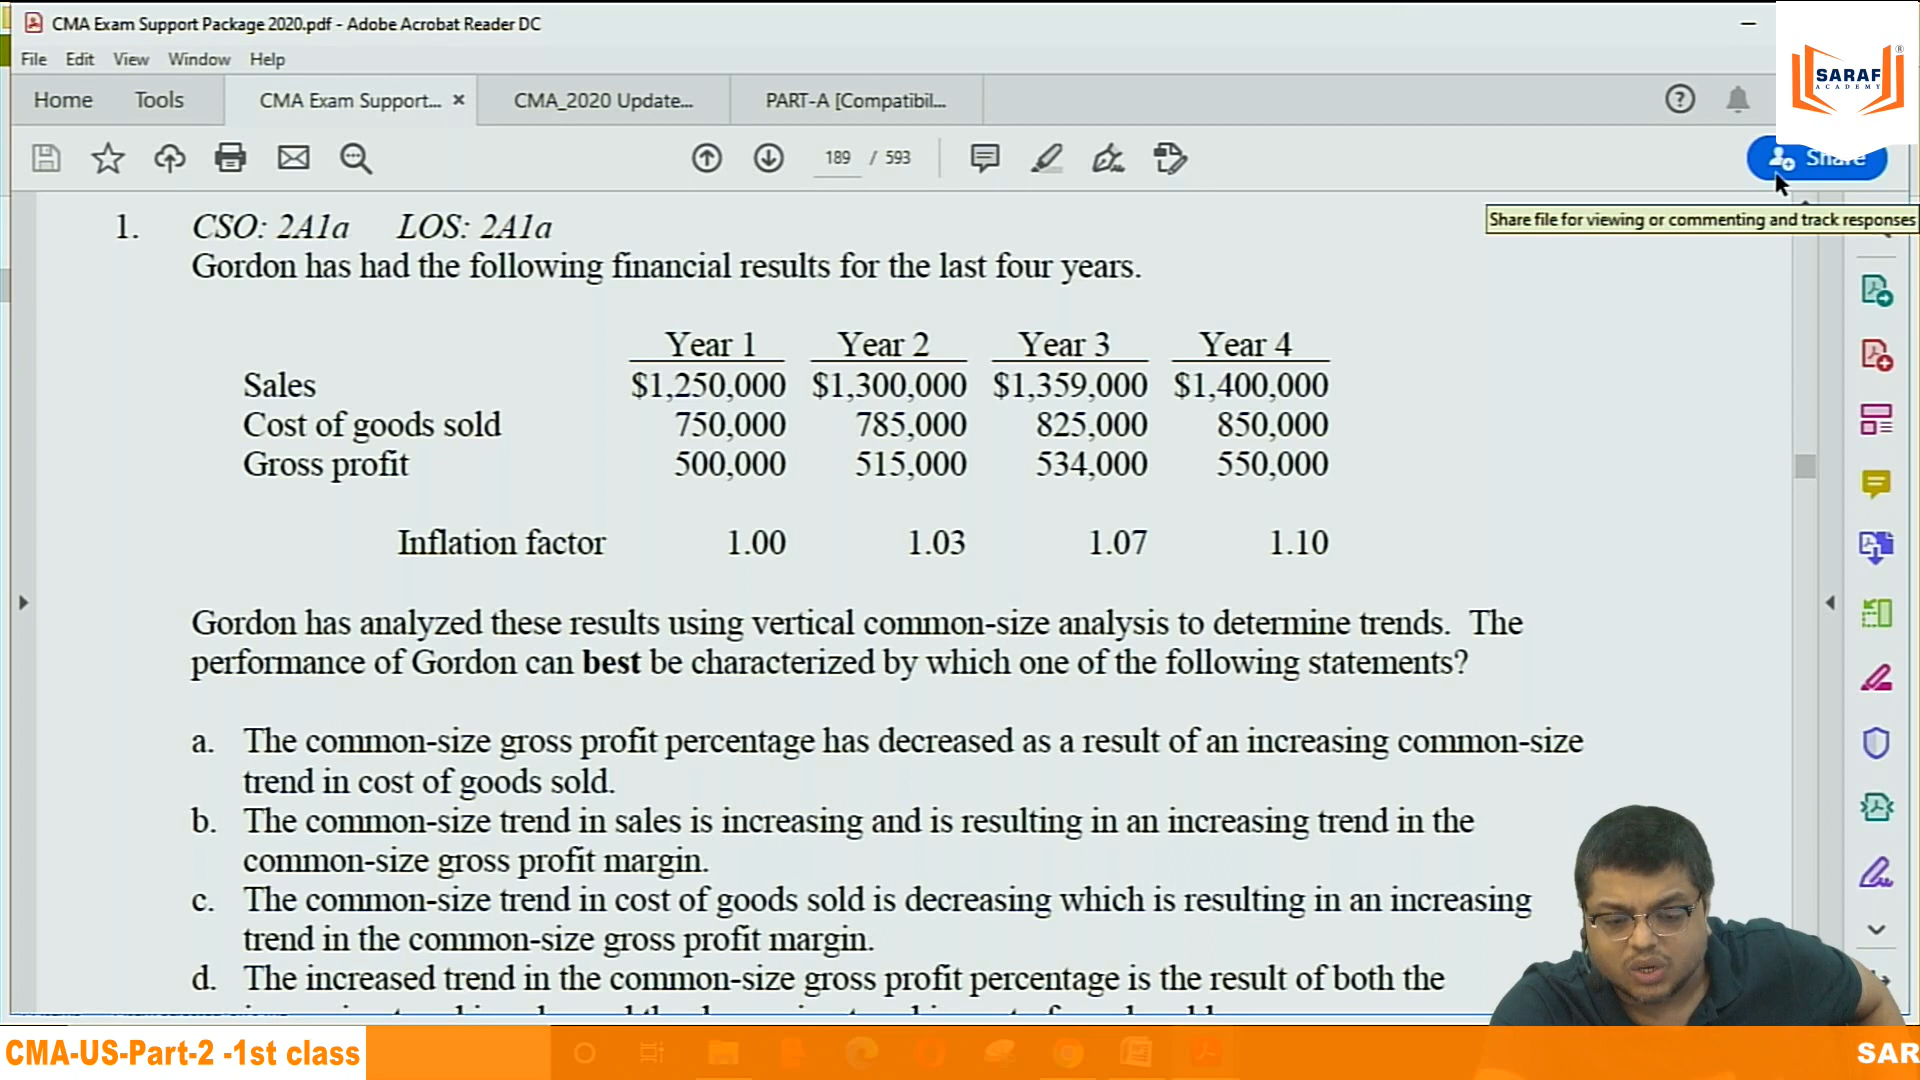 CMA Exam Support Package 2020.pdf - Adobe Acrobat Reader DC
File Edit View Window Help
Home Tools CMA Exam Support... × CMA_2020 Update... PART-A [Compatibil...
SARAF
ACADEMY
®
189 / 593
Share
Share file for viewing or commenting and track responses
1. CSO: 2A1a LOS: 2A1a
Gordon has had the following financial results for the last four years.
Year 1 Year 2 Year 3 Year 4
Sales $1,250,000 $1,300,000 $1,359,000 $1,400,000
Cost of goods sold 750,000 785,000 825,000 850,000
Gross profit 500,000 515,000 534,000 550,000
Inflation factor 1.00 1.03 1.07 1.10
Gordon has analyzed these results using vertical common-size analysis to determine trends. The
performance of Gordon can best be characterized by which one of the following statements?
a. The common-size gross profit percentage has decreased as a result of an increasing common-size
trend in cost of goods sold.
b. The common-size trend in sales is increasing and is resulting in an increasing trend in the
common-size gross profit margin.
c. The common-size trend in cost of goods sold is decreasing which is resulting in an increasing
trend in the common-size gross profit margin.
d. The increased trend in the common-size gross profit percentage is the result of both the
CMA-US-Part-2 -1st class
SAR